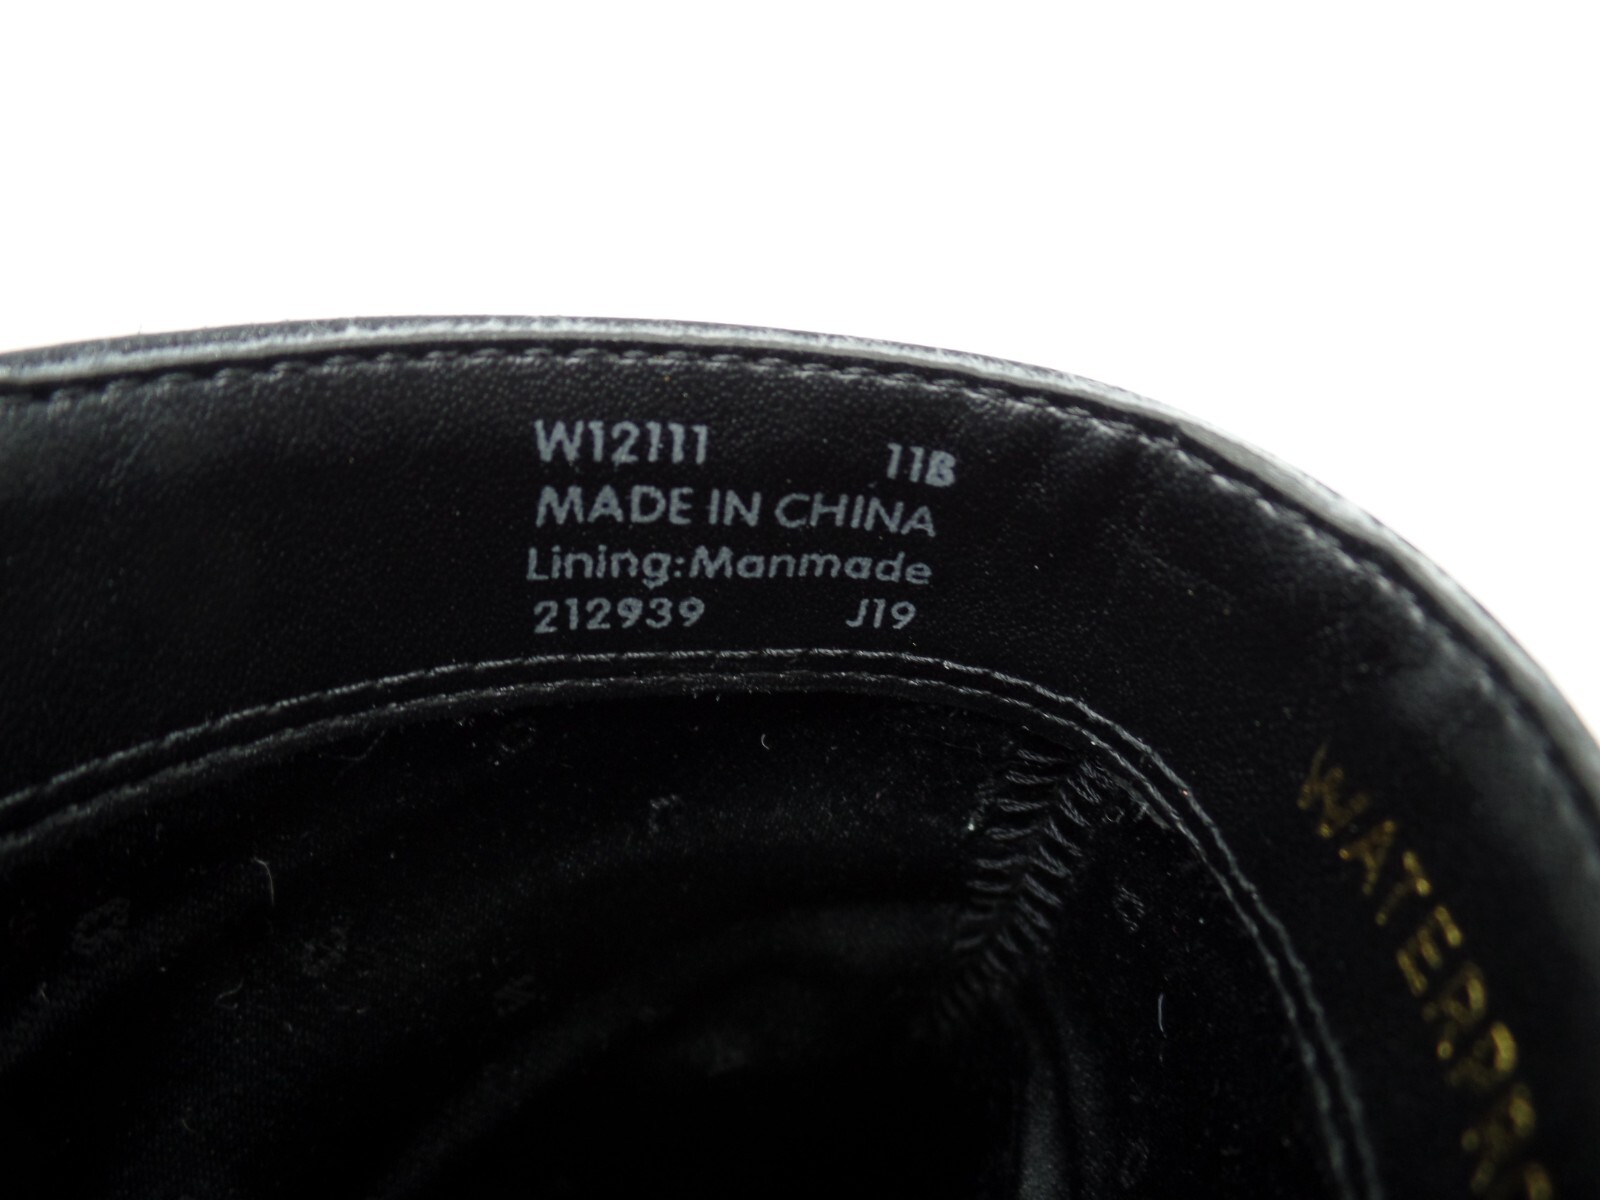 W12111 11B
MADE IN CHINA
Lining:Manmade
212939 J19